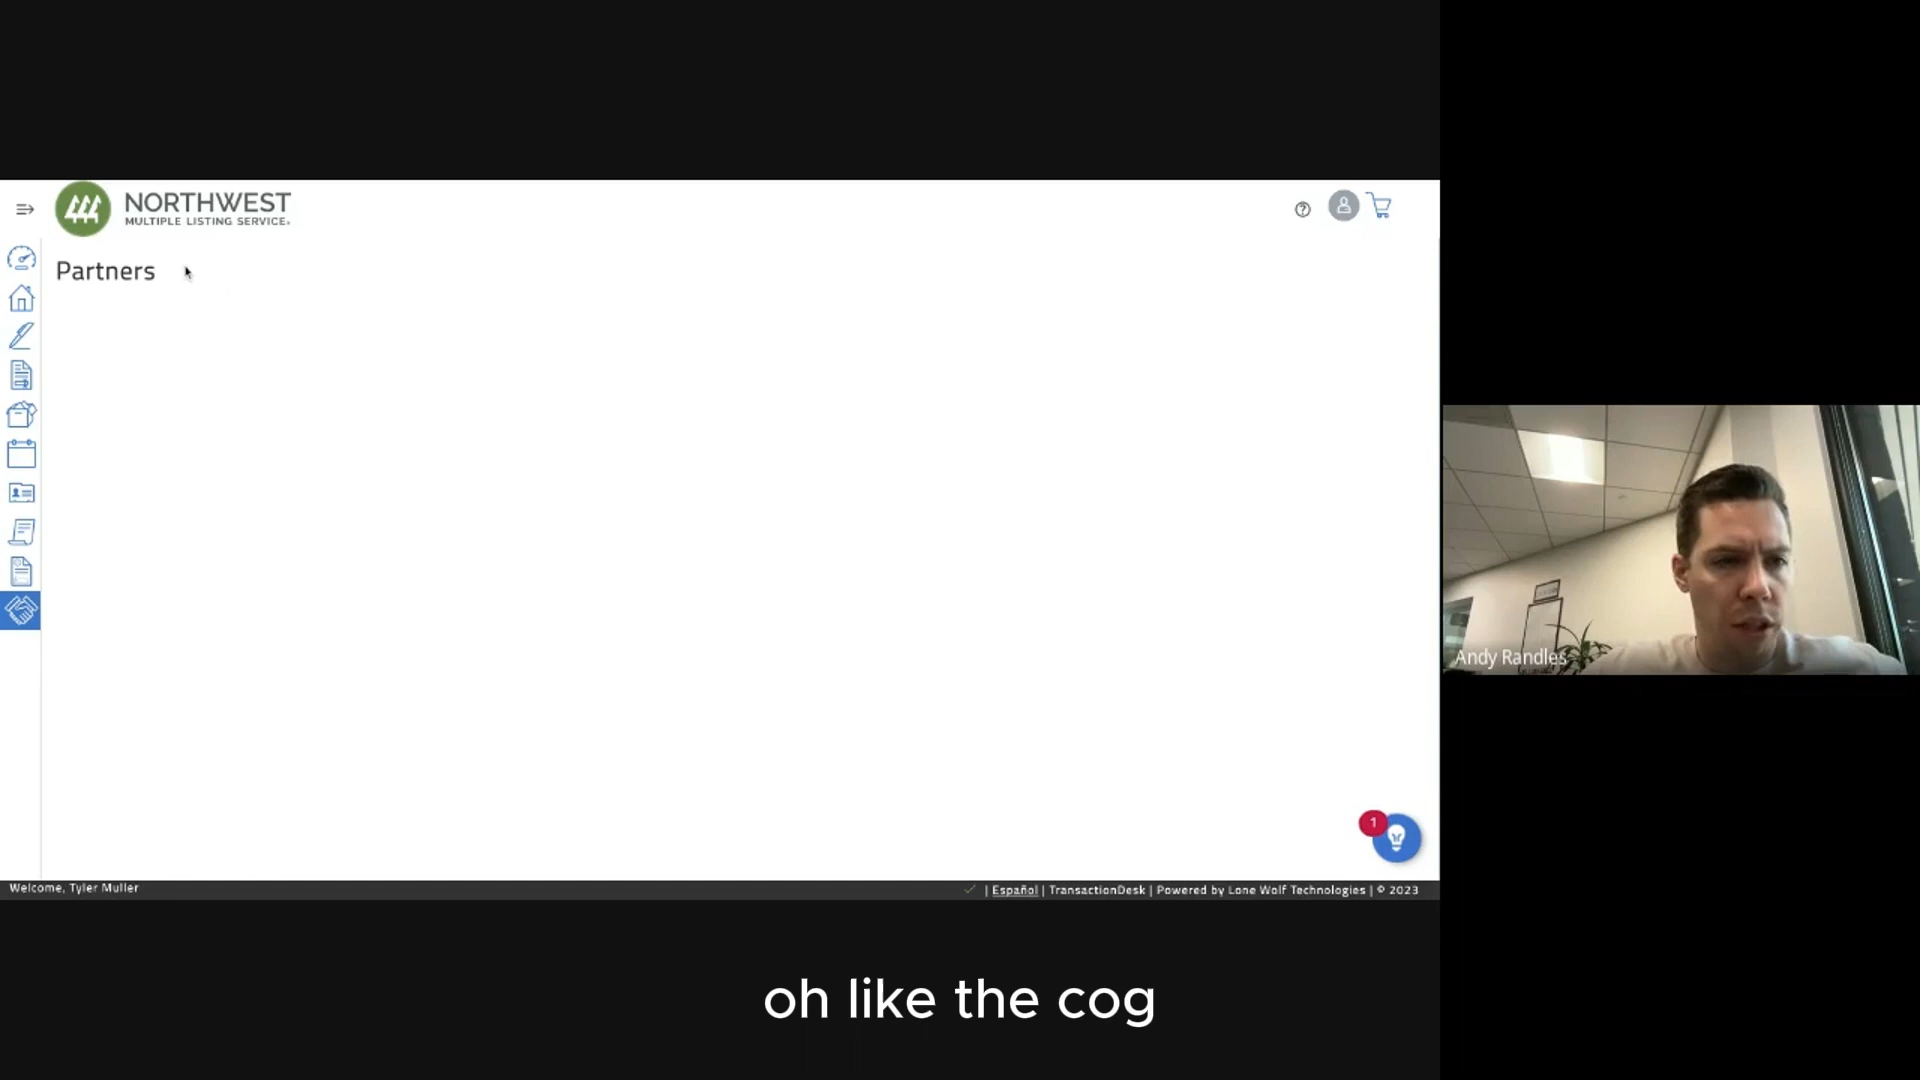 NORTHWEST
MULTIPLE LISTING SERVICE®
Partners
Andy Randles
1
Welcome, Tyler Muller
| Español | TransactionDesk | Powered by Lone Wolf Technologies | © 2023
oh like the cog